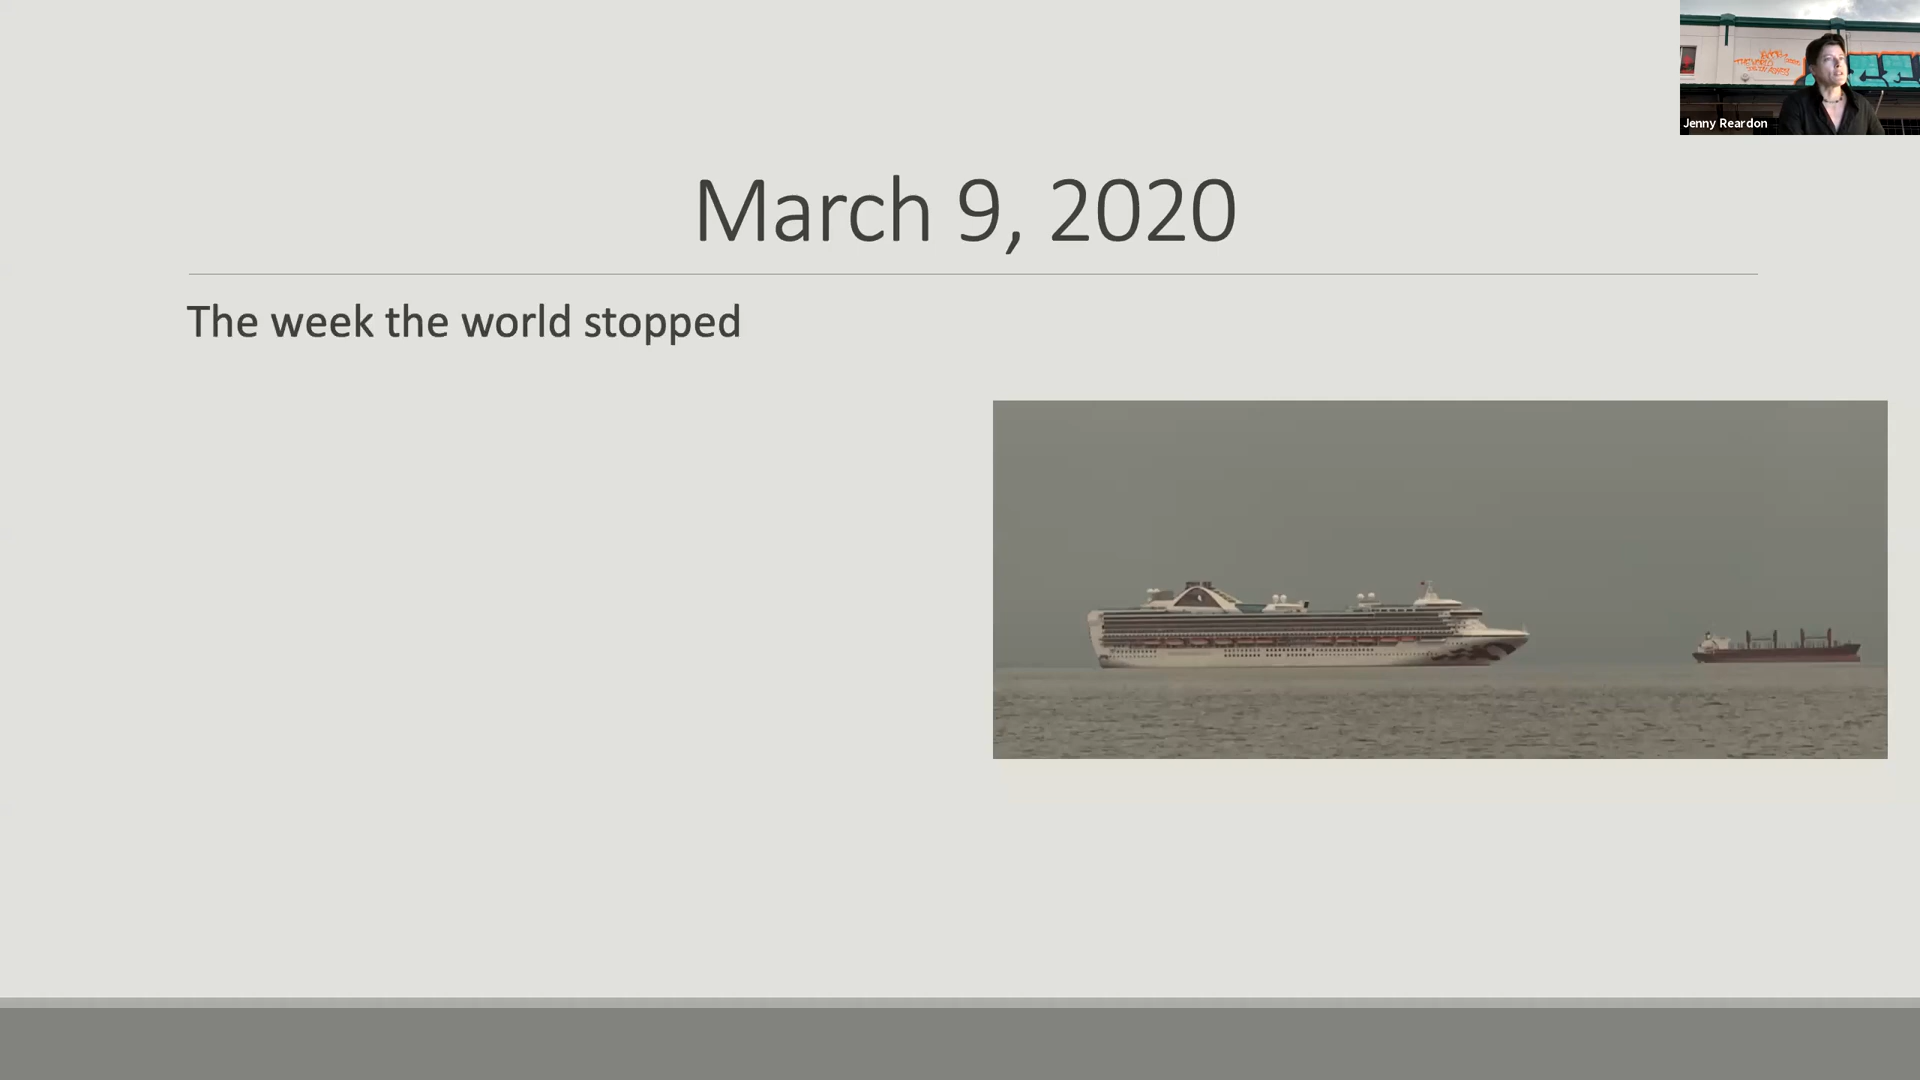 March 9, 2020
The week the world stopped
Jenny Reardon